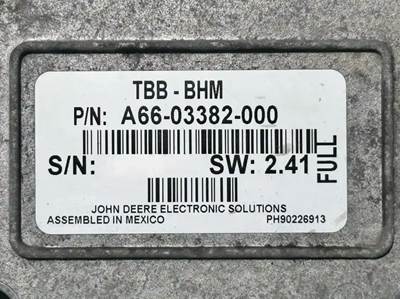 TBB - BHM
P/N: A66-03382-000
S/N: SW: 2.41
FULL
JOHN DEERE ELECTRONIC SOLUTIONS
ASSEMBLED IN MEXICO PH90226913